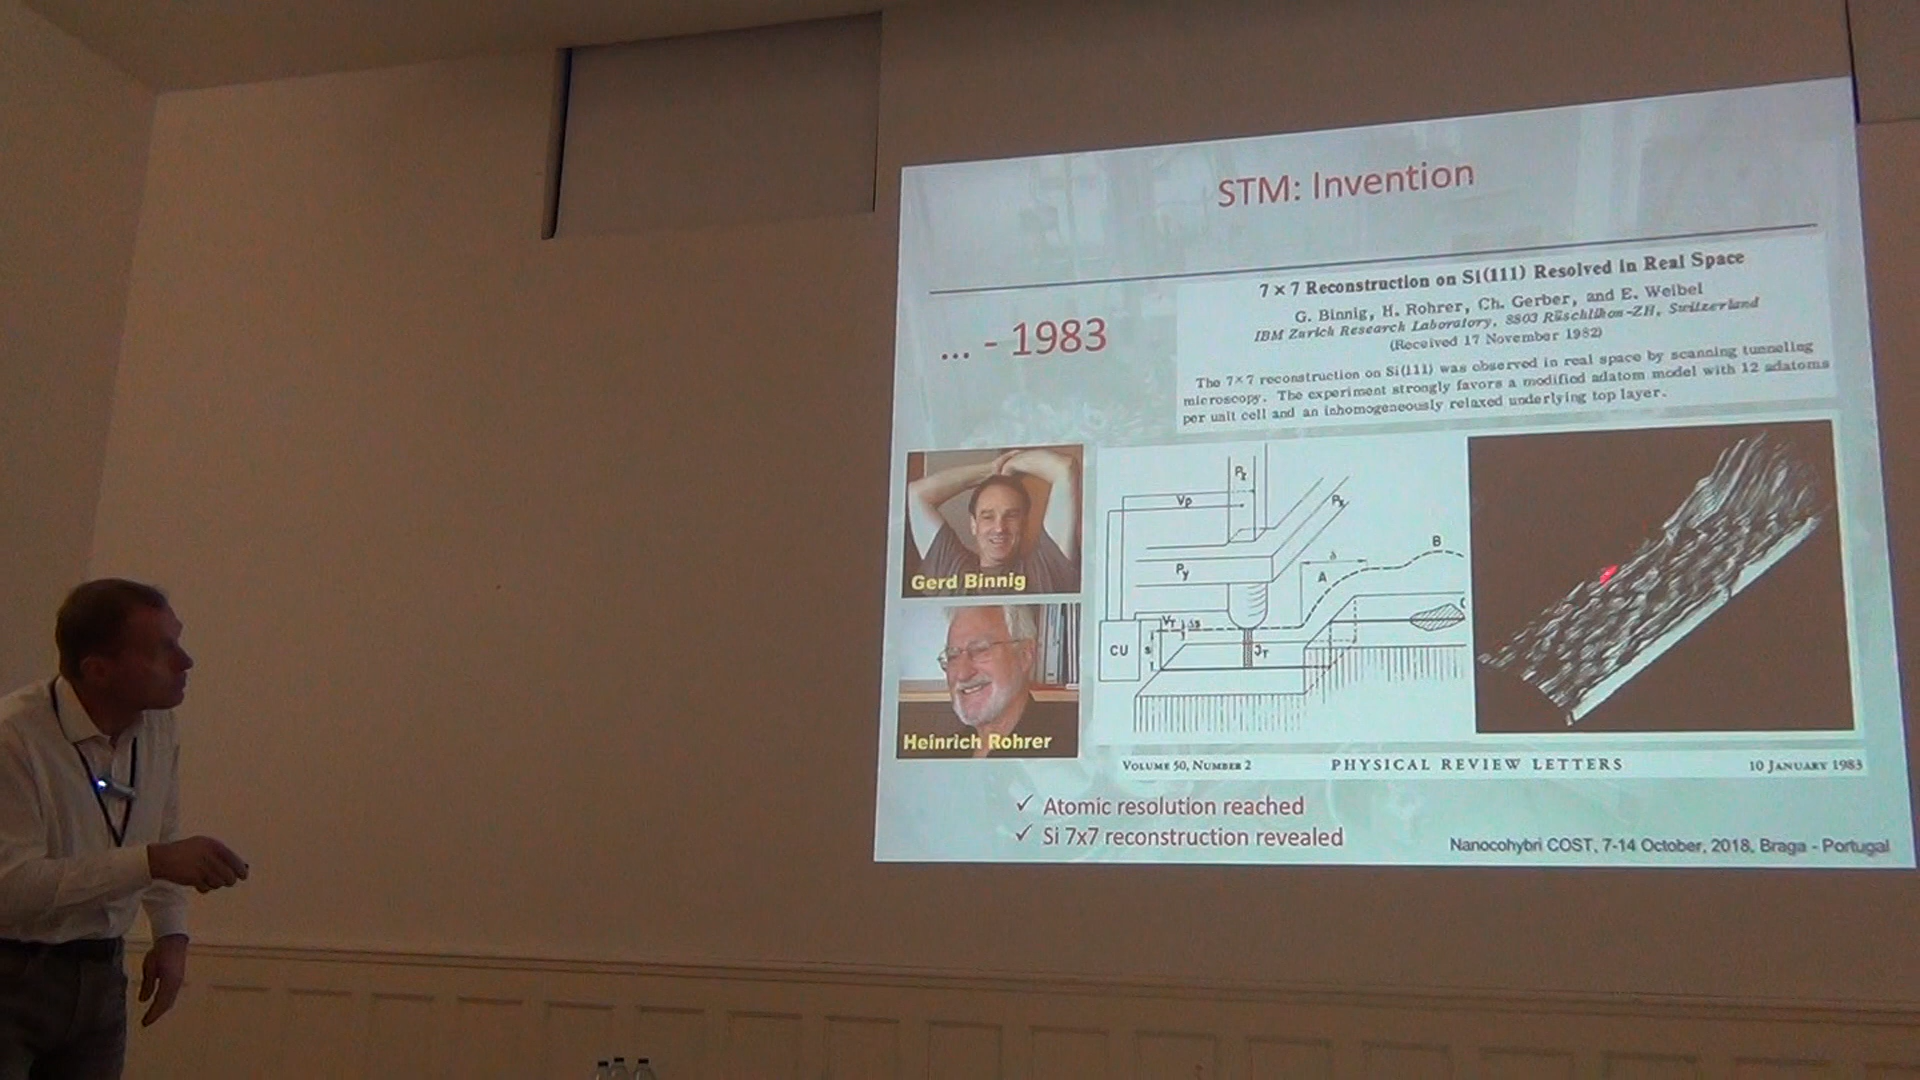 STM: Invention
... - 1983
7 × 7 Reconstruction on Si(111) Resolved in Real Space
G. Binnig, H. Rohrer, Ch. Gerber, and E. Weibel
IBM Zurich Research Laboratory, 8803 Rüschlikon-ZH, Switzerland
(Received 17 November 1982)
The 7×7 reconstruction on Si(111) was observed in real space by scanning tunneling
microscopy. The experiment strongly favors a modified adatom model with 12 adatoms
per unit cell and an inhomogeneously relaxed underlying top layer.
Gerd Binnig
Heinrich Rohrer
Pz
Vp
Px
Py
δ
A
B
C
VT
Δs
s
CU
JT
VOLUME 50, NUMBER 2
PHYSICAL REVIEW LETTERS
10 JANUARY 1983
✓ Atomic resolution reached
✓ Si 7x7 reconstruction revealed
Nanocohybri COST, 7-14 October, 2018, Braga - Portugal